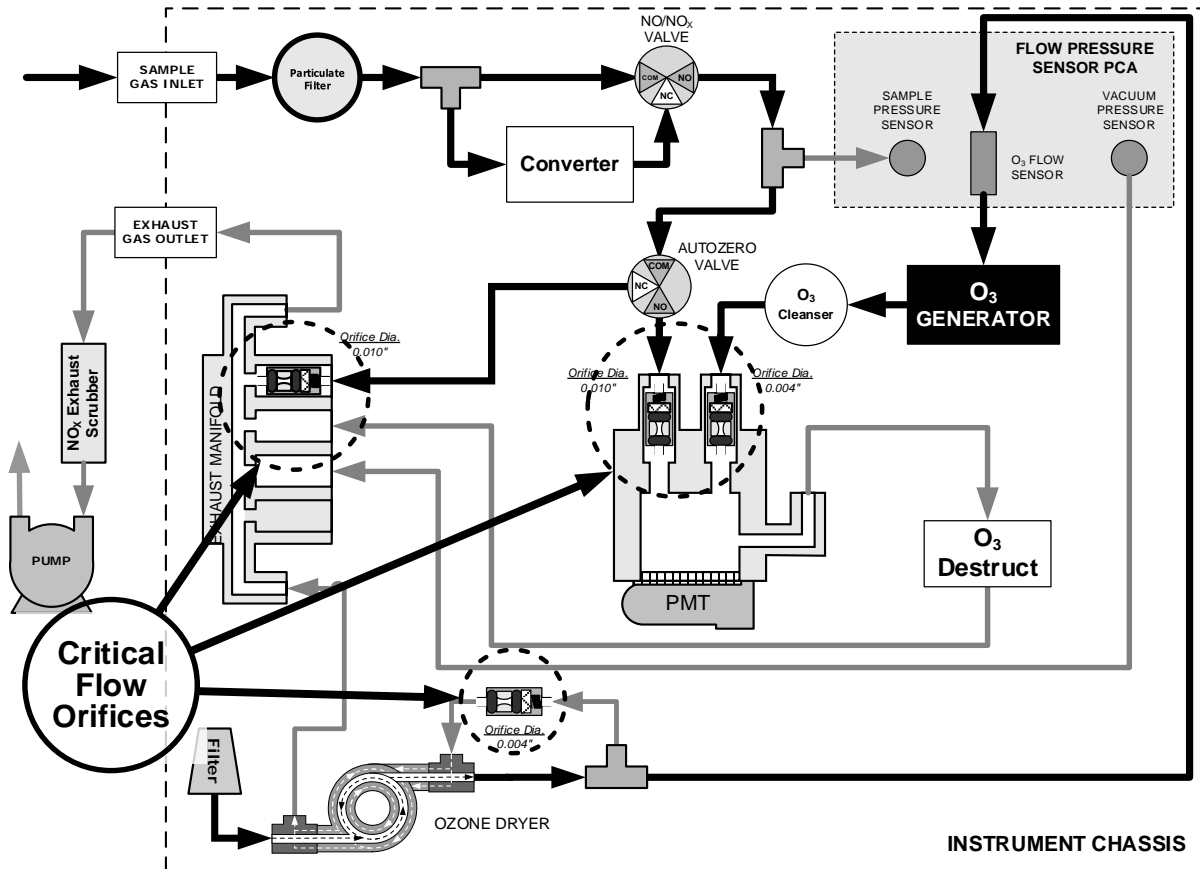 NO/NOX
VALVE
SAMPLE
GAS INLET
Particulate
Filter
COM
NO
NC
FLOW PRESSURE
SENSOR PCA
SAMPLE
PRESSURE
SENSOR
VACUUM
PRESSURE
SENSOR
O3 FLOW
SENSOR
Converter
EXHAUST
GAS OUTLET
AUTOZERO
VALVE
COM
NC
NO
O3
Cleanser
O3
GENERATOR
Orifice Dia.
0.010"
Orifice Dia.
0.010"
Orifice Dia.
0.004"
NOX Exhaust
Scrubber
EXHAUST MANIFOLD
PUMP
O3
Destruct
PMT
Critical
Flow
Orifices
Orifice Dia.
0.004"
Filter
OZONE DRYER
INSTRUMENT CHASSIS